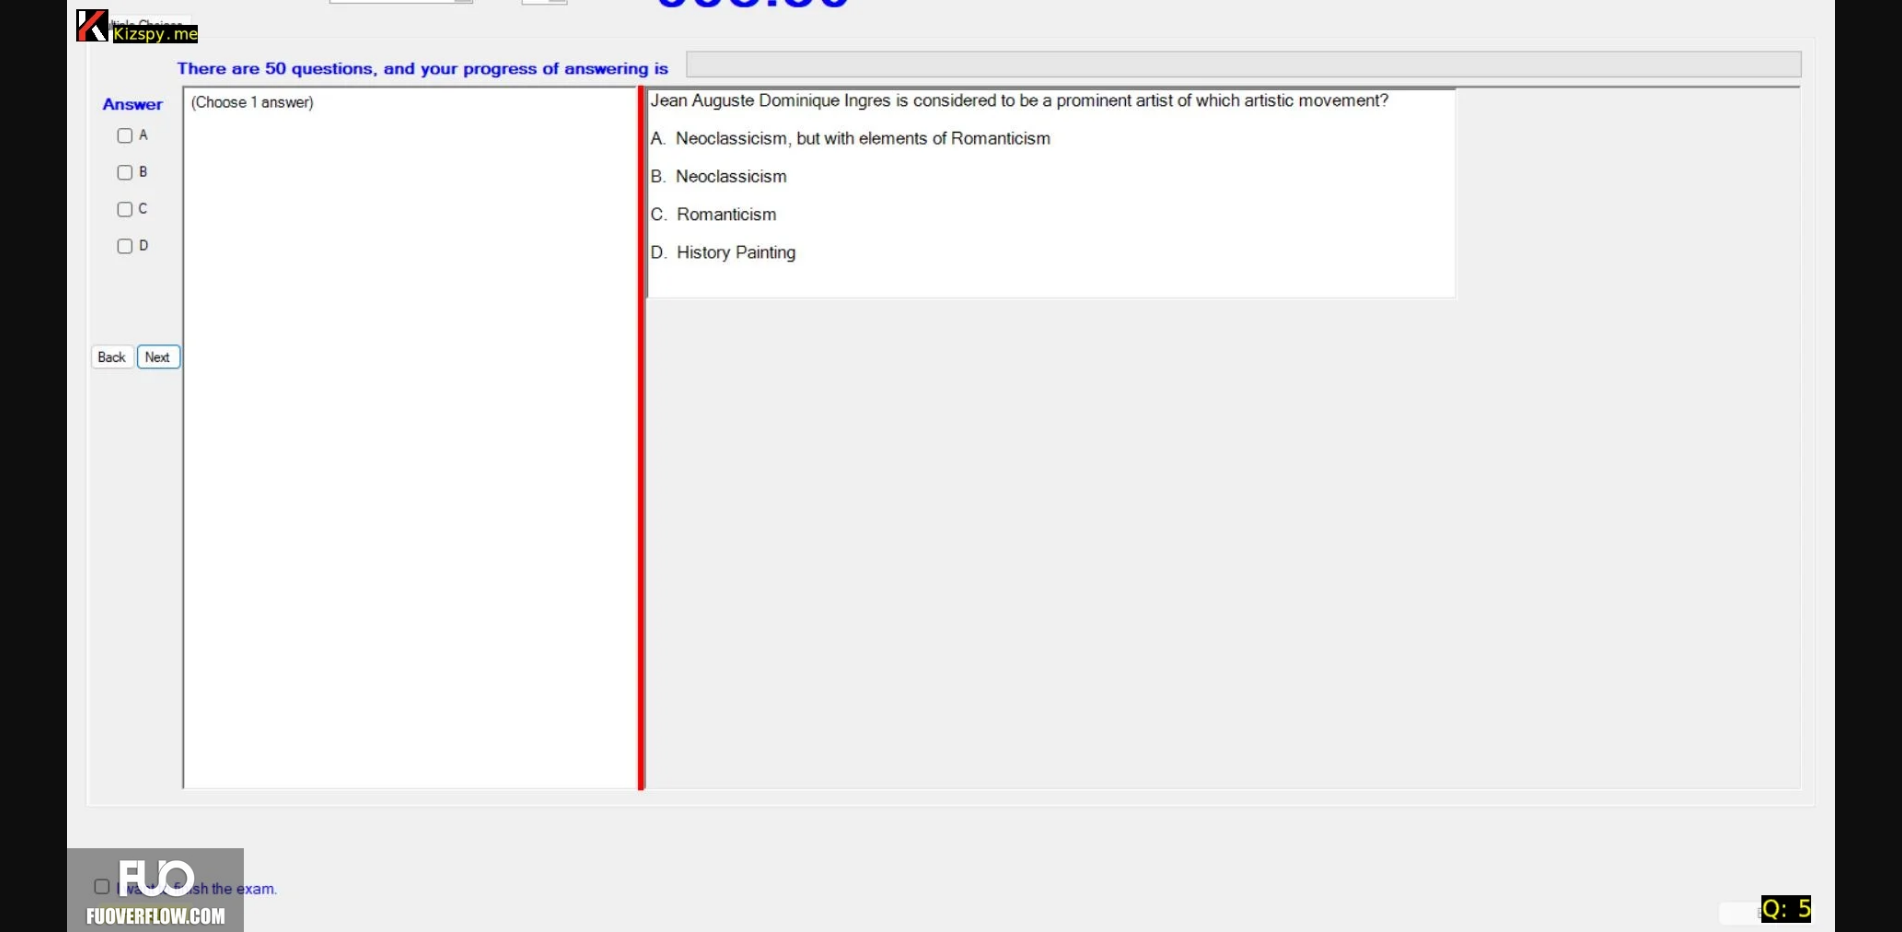 Kizspy.me
There are 50 questions, and your progress of answering is
Answer
(Choose 1 answer)
A
B
C
D
Back
Next
Jean Auguste Dominique Ingres is considered to be a prominent artist of which artistic movement?
A. Neoclassicism, but with elements of Romanticism
B. Neoclassicism
C. Romanticism
D. History Painting
FUO
the exam.
FUOVERFLOW.COM
Q: 5